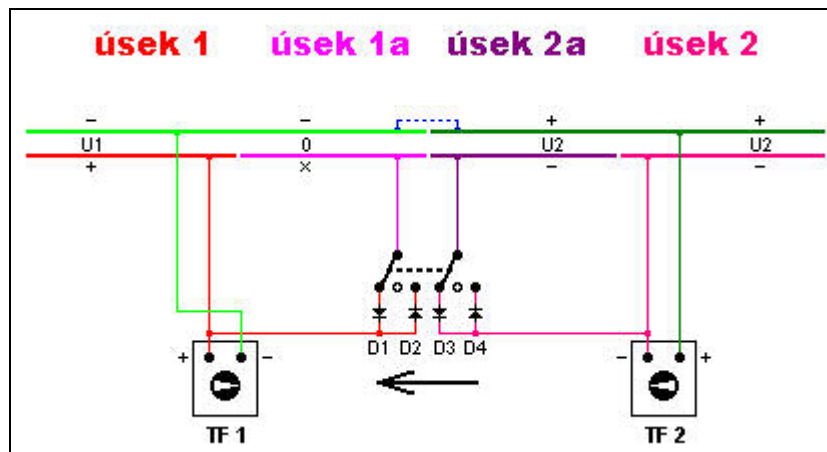 úsek 1 úsek 1a úsek 2a úsek 2
− − + +
U1 0 U2 U2
+ × − −
D1 D2 D3 D4
+ − − +
TF 1 TF 2